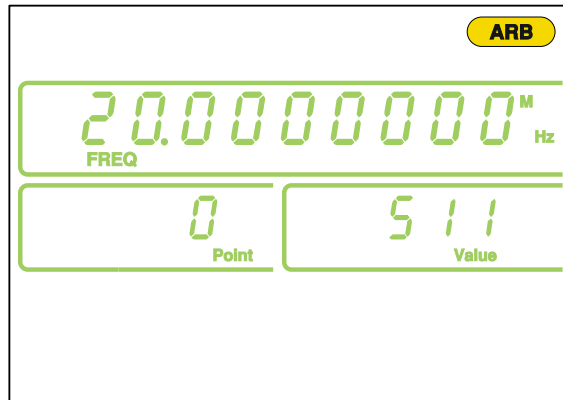 ARB
20.0000000 M
Hz
FREQ
0 511
Point Value